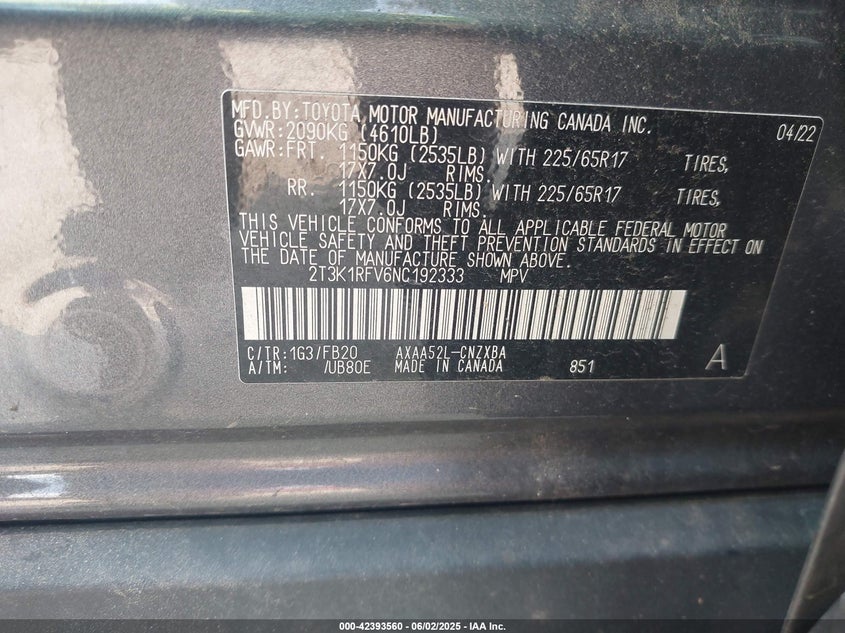 MFD.BY:TOYOTA MOTOR MANUFACTURING CANADA INC. 04/22
GVWR:2090KG (4610LB)
GAWR:FRT. 1150KG (2535LB) WITH 225/65R17 TIRES,
17X7.0J RIMS.
RR. 1150KG (2535LB) WITH 225/65R17 TIRES,
17X7.0J RIMS.
THIS VEHICLE CONFORMS TO ALL APPLICABLE FEDERAL MOTOR
VEHICLE SAFETY AND THEFT PREVENTION STANDARDS IN EFFECT ON
THE DATE OF MANUFACTURE SHOWN ABOVE.
2T3K1RFV6NC192333 MPV
C/TR:1G3/FB20 AXAA52L-CNZXBA
A/TM: /UB80E MADE IN CANADA 851 A
000-42393560 - 06/02/2025 - IAA Inc.